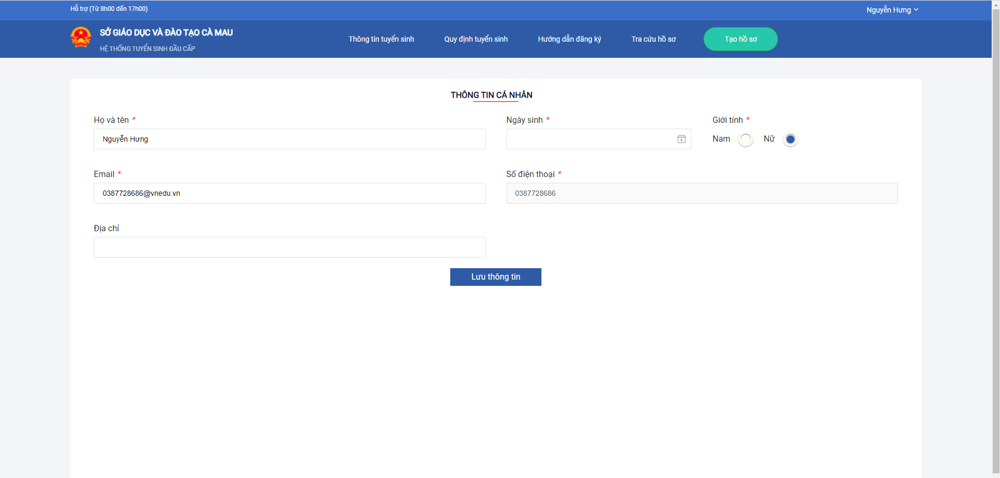 Hỗ trợ (Từ 8h00 đến 17h00)
Nguyễn Hưng
SỞ GIÁO DỤC VÀ ĐÀO TẠO CÀ MAU
HỆ THỐNG TUYỂN SINH ĐẦU CẤP
Thông tin tuyển sinh
Quy định tuyển sinh
Hướng dẫn đăng ký
Tra cứu hồ sơ
Tạo hồ sơ
THÔNG TIN CÁ NHÂN
Họ và tên *
Ngày sinh *
Giới tính *
Nguyễn Hưng
Nam
Nữ
Email *
Số điện thoại *
0387728686@vnedu.vn
0387728686
Địa chỉ
Lưu thông tin